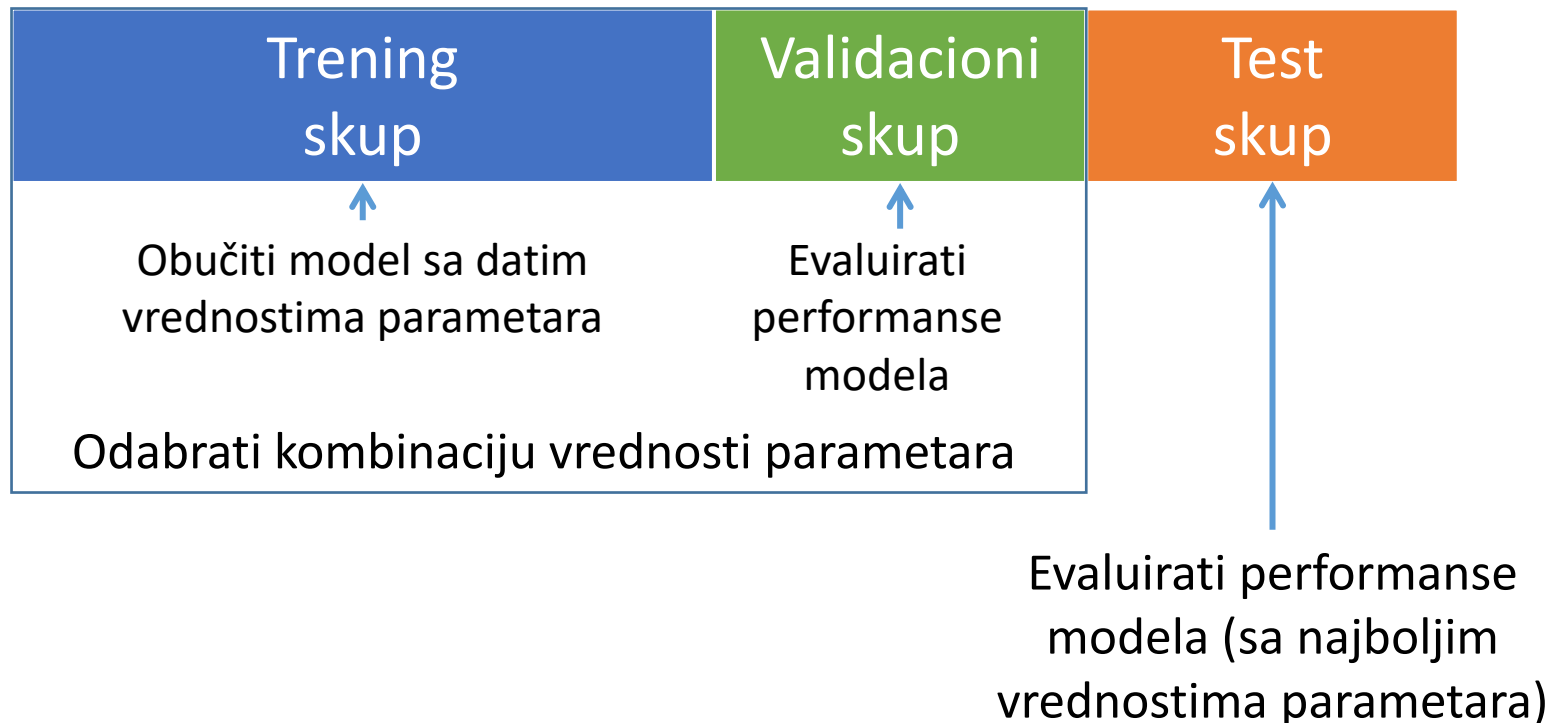 Trening
skup
Validacioni
skup
Test
skup
Obučiti model sa datim
vrednostima parametara
Evaluirati
performanse
modela
Odabrati kombinaciju vrednosti parametara
Evaluirati performanse
modela (sa najboljim
vrednostima parametara)